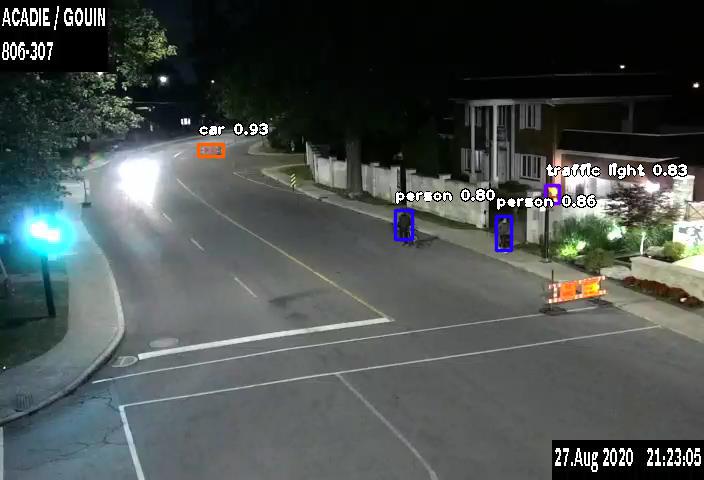 ACADIE / GOUIN
806-307
car 0.93
traffic light 0.83
person 0.80
person 0.86
27.Aug 2020 21:23:05